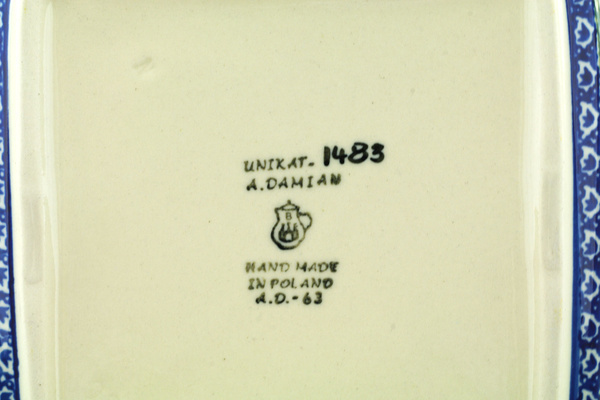 UNIKAT- 1483
A.DAMIAN
B
HAND MADE
IN POLAND
A.D.-63